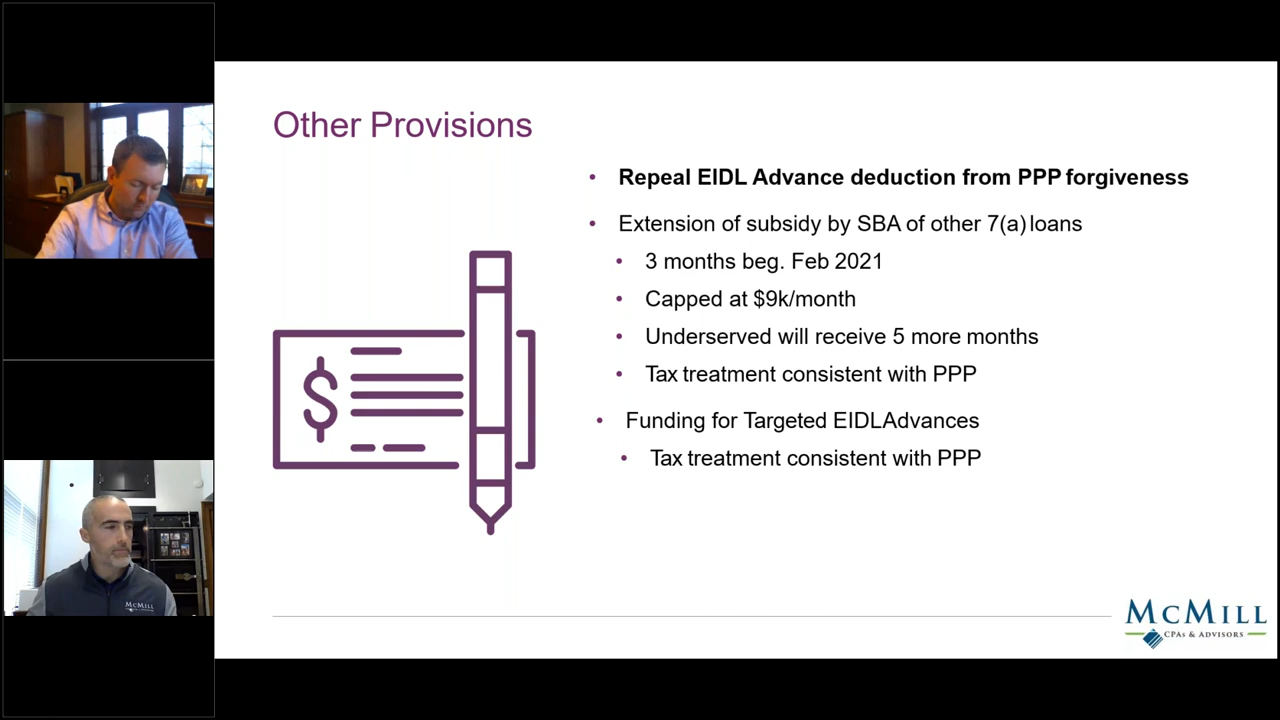 Other Provisions
• Repeal EIDL Advance deduction from PPP forgiveness
• Extension of subsidy by SBA of other 7(a) loans
• 3 months beg. Feb 2021
• Capped at $9k/month
• Underserved will receive 5 more months
• Tax treatment consistent with PPP
• Funding for Targeted EIDLAdvances
• Tax treatment consistent with PPP
$
MCMILL
MCMILL
CPAS & ADVISORS